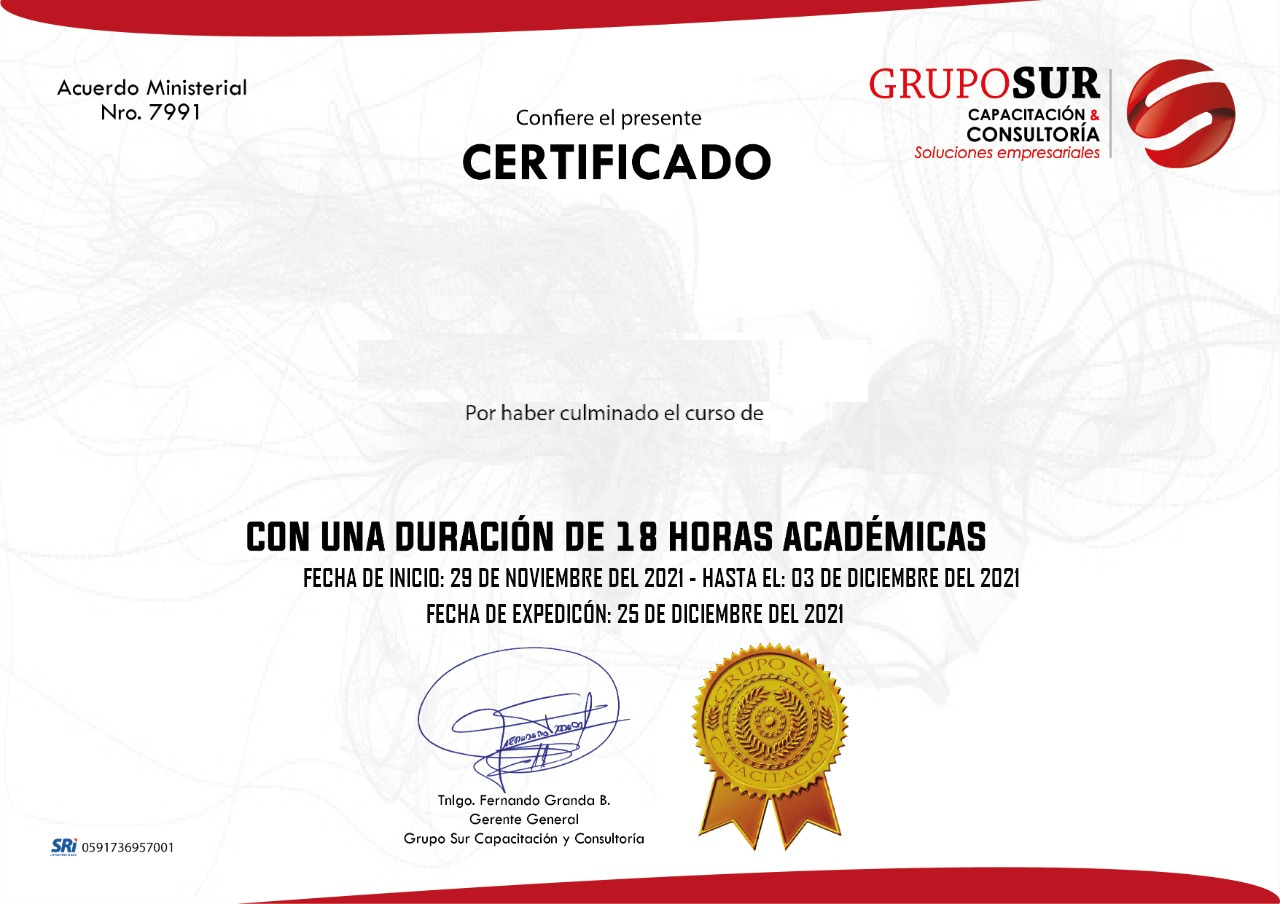 Acuerdo Ministerial
Nro. 7991
GRUPOSUR
CAPACITACIÓN &
CONSULTORÍA
Soluciones empresariales
Confiere el presente
CERTIFICADO
Por haber culminado el curso de
CON UNA DURACIÓN DE 18 HORAS ACADÉMICAS
FECHA DE INICIO: 29 DE NOVIEMBRE DEL 2021 - HASTA EL: 03 DE DICIEMBRE DEL 2021
FECHA DE EXPEDICÓN: 25 DE DICIEMBRE DEL 2021
GRUPO SUR
CAPACITACIÓN
Tnlgo. Fernando Granda B.
Gerente General
Grupo Sur Capacitación y Consultoría
SRi 0591736957001